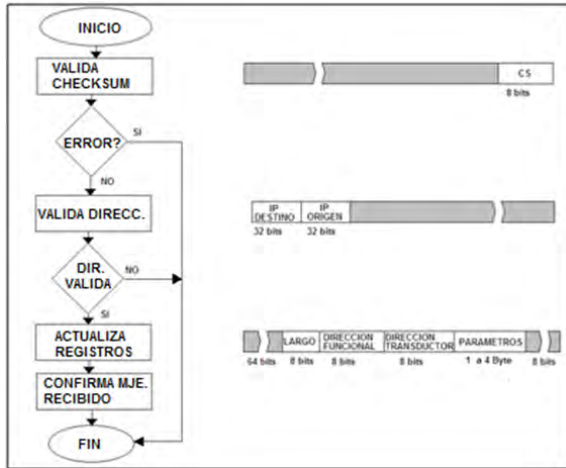 INICIO
VALIDA
CHECKSUM
CS
8 bits
ERROR?
SI
NO
VALIDA DIRECC.
IP
DESTINO
IP
ORIGEN
32 bits
32 bits
DIR.
VALIDA
NO
SI
ACTUALIZA
REGISTROS
LARGO
DIRECCION
FUNCIONAL
DIRECCION
TRANSDUCTOR
PARAMETROS
64 bits
8 bits
8 bits
8 bits
1 a 4 Byte
8 bits
CONFIRMA MJE.
RECIBIDO
FIN